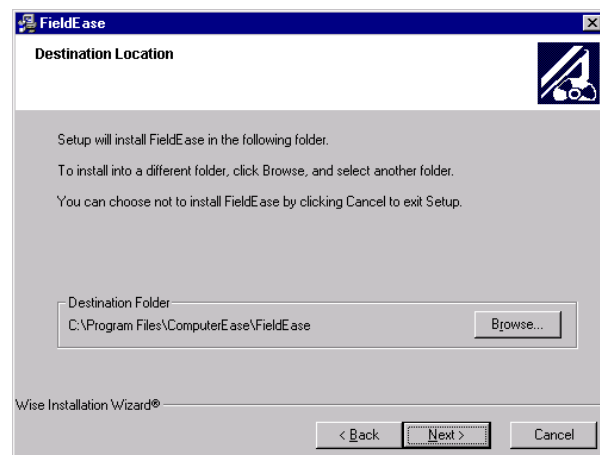 FieldEase
Destination Location
Setup will install FieldEase in the following folder.
To install into a different folder, click Browse, and select another folder.
You can choose not to install FieldEase by clicking Cancel to exit Setup.
Destination Folder
C:\Program Files\ComputerEase\FieldEase
Browse...
Wise Installation Wizard®
< Back
Next >
Cancel